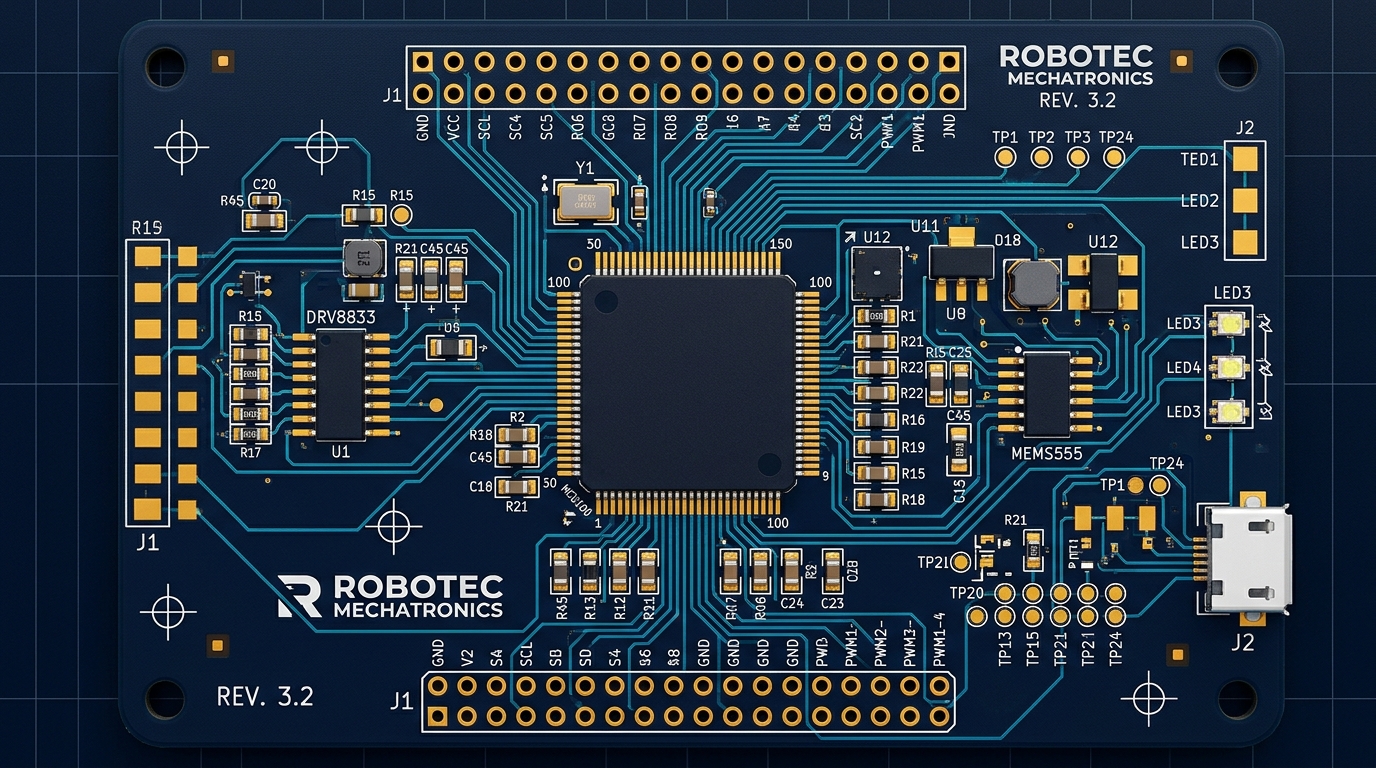 ROBOTEC
MECHATRONICS
REV. 3.2
J1
GND
VCC
SCL
SC4
SC5
RO6
GC8
RO7
RO8
RO9
16
A7
SC2
PWM1
PWM1
JND
TP1
TP2
TP3
TP24
J2
TED1
LED2
LED3
Y1
C20
R45
R15
R15
R19
R21
C45
C45
50
150
100
100
U12
U11
D18
U12
U8
LED3
LED3
LED4
LED3
R15
DRV8833
U6
U1
R17
R1
R21
R22
R22
R16
R19
R15
R18
R15
C25
C45
C15
MEMS555
R2
R18
C45
C18
R21
50
1
100
9
J1
TP24
TP1
R21
TP21
TP20
TP13
TP15
TP21
TP21
TP24
J2
R45
R13
R12
R21
R06
C24
C23
ROBOTEC
MECHATRONICS
REV. 3.2
J1
GND
V2
SA
SCL
SB
SD
S4
GND
GND
GND
GND
PWB
PWM1-
PWM2-
PWM3-
PWM1-4